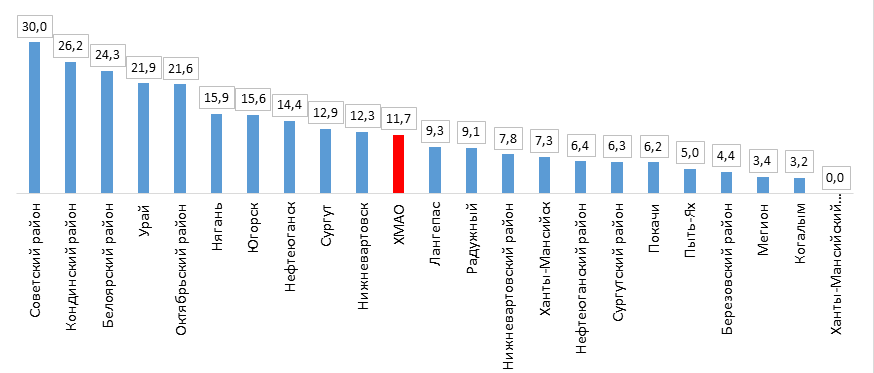 30,0
26,2
24,3
21,9
21,6
15,9
15,6
14,4
12,9
12,3
11,7
9,3
9,1
7,8
7,3
6,4
6,3
6,2
5,0
4,4
3,4
3,2
0,0
Советский район
Кондинский район
Белоярский район
Урай
Октябрьский район
Нягань
Югорск
Нефтеюганск
Сургут
Нижневартовск
ХМАО
Лангепас
Радужный
Нижневартовский район
Ханты-Мансийск
Нефтеюганский район
Сургутский район
Покачи
Пыть-Ях
Березовский район
Мегион
Когалым
Ханты-Мансийский...